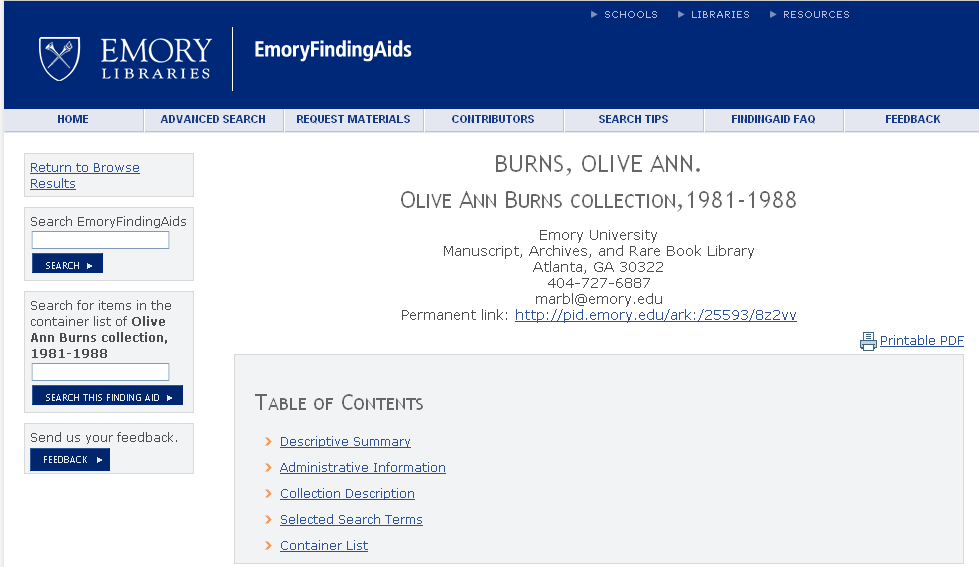 SCHOOLS LIBRARIES RESOURCES
EMORY
LIBRARIES
EmoryFindingAids
HOME ADVANCED SEARCH REQUEST MATERIALS CONTRIBUTORS SEARCH TIPS FINDINGAID FAQ FEEDBACK
Return to Browse
Results
Search EmoryFindingAids
SEARCH
Search for items in the
container list of Olive
Ann Burns collection,
1981-1988
SEARCH THIS FINDING AID
Send us your feedback.
FEEDBACK
BURNS, OLIVE ANN.
OLIVE ANN BURNS COLLECTION,1981-1988
Emory University
Manuscript, Archives, and Rare Book Library
Atlanta, GA 30322
404-727-6887
marbl@emory.edu
Permanent link: http://pid.emory.edu/ark:/25593/8z2vv
Printable PDF
TABLE OF CONTENTS
Descriptive Summary
Administrative Information
Collection Description
Selected Search Terms
Container List